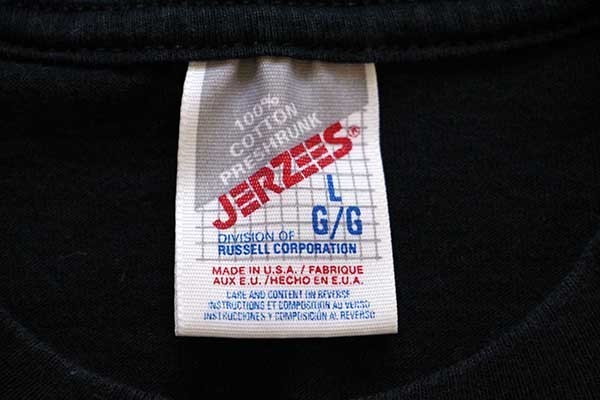 100%
COTTON
PRESHRUNK
JERZEES®
L
G/G
DIVISION OF
RUSSELL CORPORATION
MADE IN U.S.A. / FABRIQUE
AUX E.U. / HECHO EN E.U.A.
CARE AND CONTENT ON REVERSE
INSTRUCTIONS ET COMPOSITION AU VERSO
INSTRUCCIONES Y COMPOSICIÓN AL REVERSO